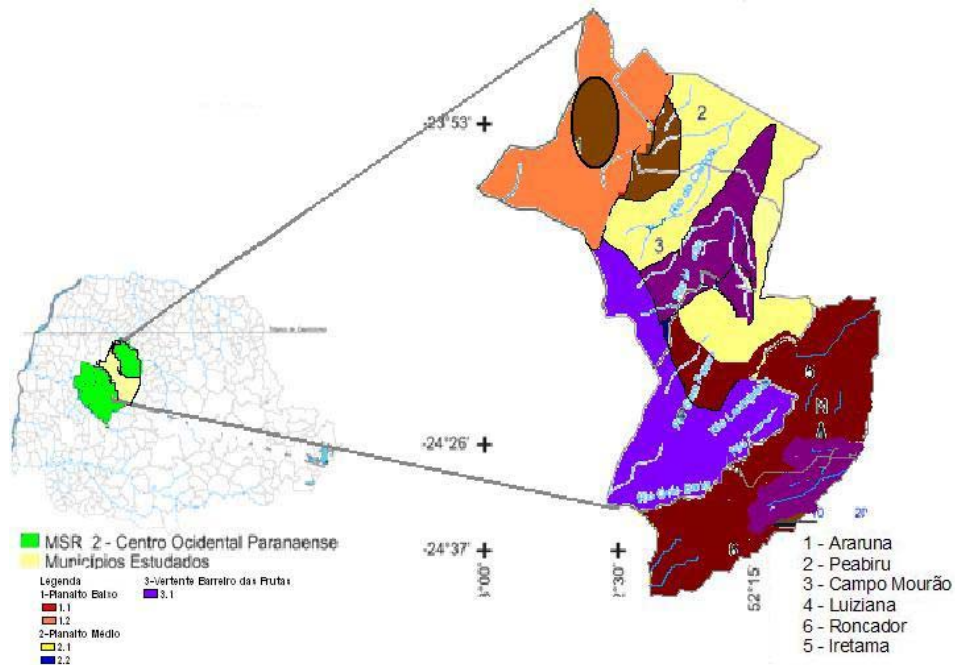 -23°53'
2
3
-24°26'
-24°37'
5
6
N
20
52°15'
MSR 2 - Centro Ocidental Paranaense
Municípios Estudados
Legenda
1-Planalto Baixo
1.1
1.2
2-Planalto Médio
2.1
2.2
3-Vertente Barreiro das Frutas
3.1
1 - Araruna
2 - Peabiru
3 - Campo Mourão
4 - Luiziana
6 - Roncador
5 - Iretama